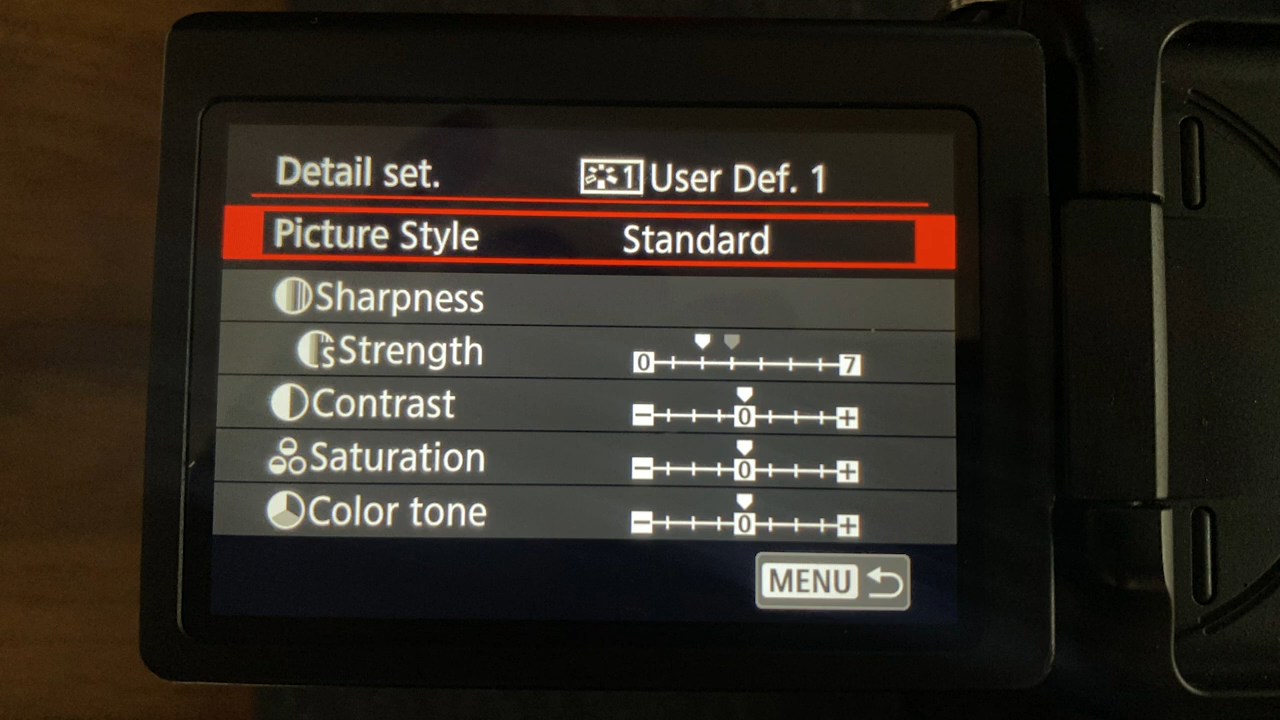 Detail set. 1 User Def. 1
Picture Style Standard
Sharpness
S Strength 0 7
Contrast − 0 +
Saturation − 0 +
Color tone − 0 +
MENU